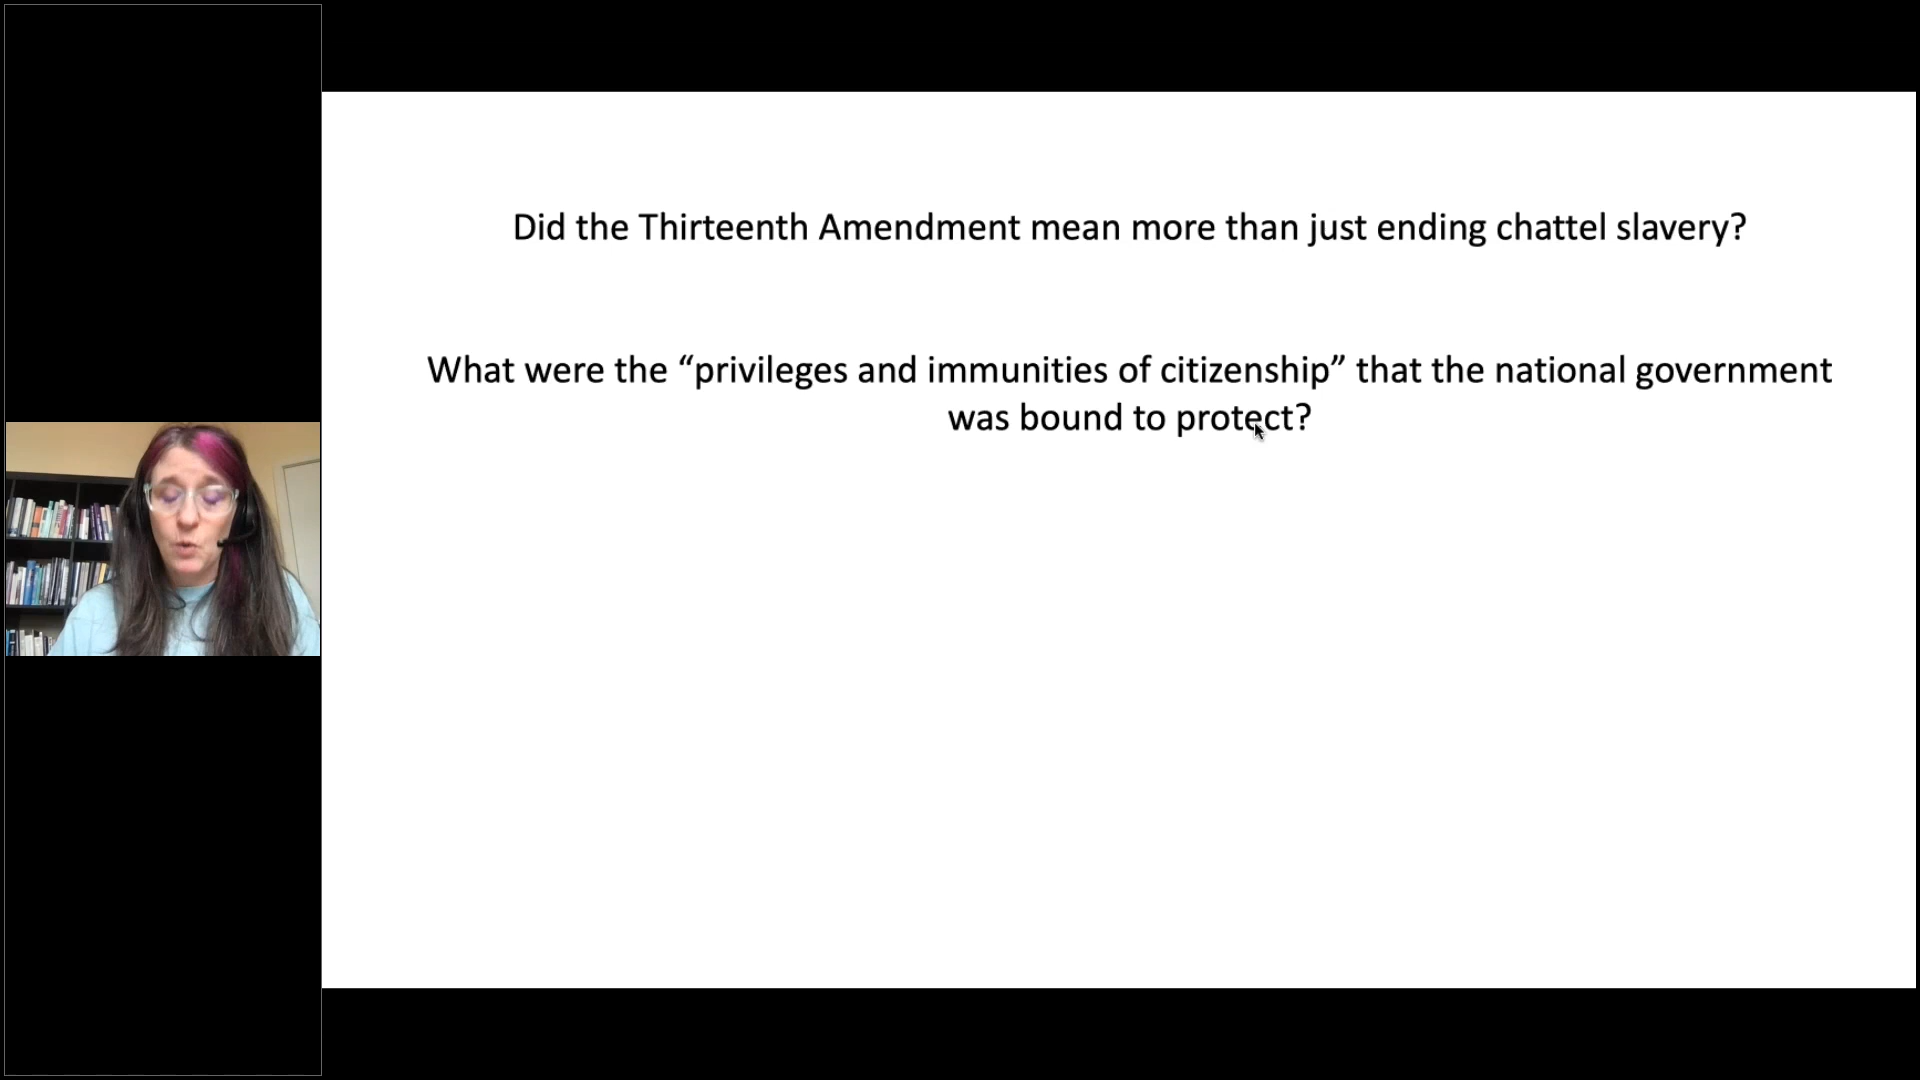 Did the Thirteenth Amendment mean more than just ending chattel slavery?
What were the “privileges and immunities of citizenship” that the national government
was bound to protect?